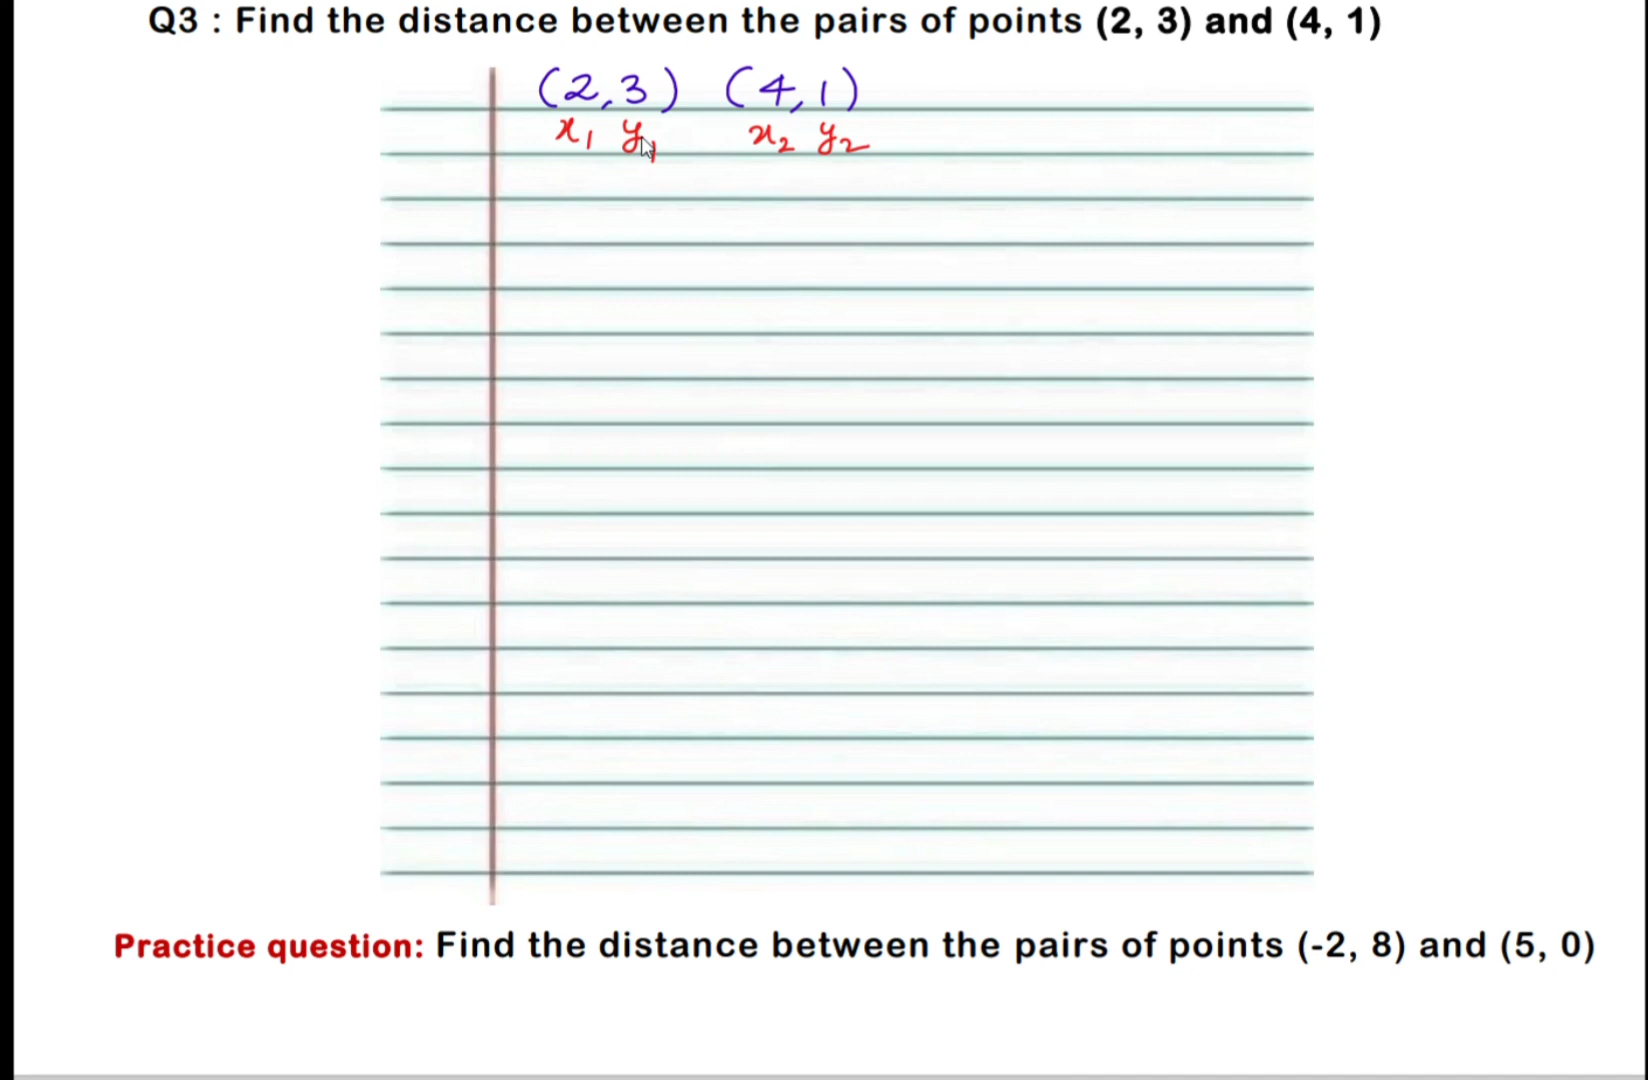 Q3 : Find the distance between the pairs of points (2, 3) and (4, 1)
(2,3) (4,1)
x₁ y₁ x₂ y₂
Practice question: Find the distance between the pairs of points (-2, 8) and (5, 0)